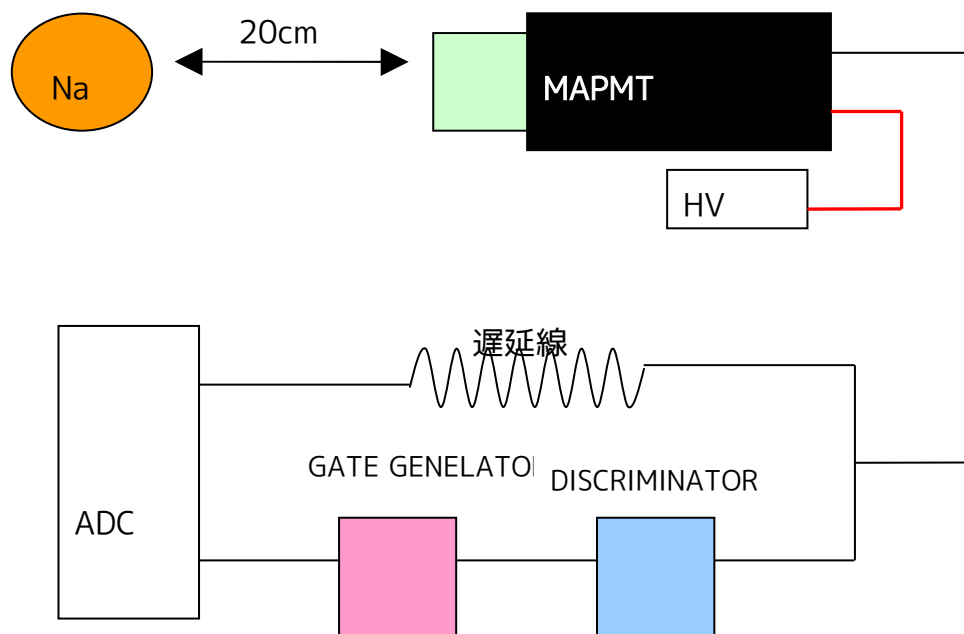 20cm
Na
MAPMT
HV
遅延線
GATE GENELATO
DISCRIMINATOR
ADC